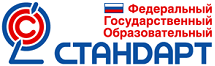 Федеральный
Государственный
Образовательный
СТАНДАРТ